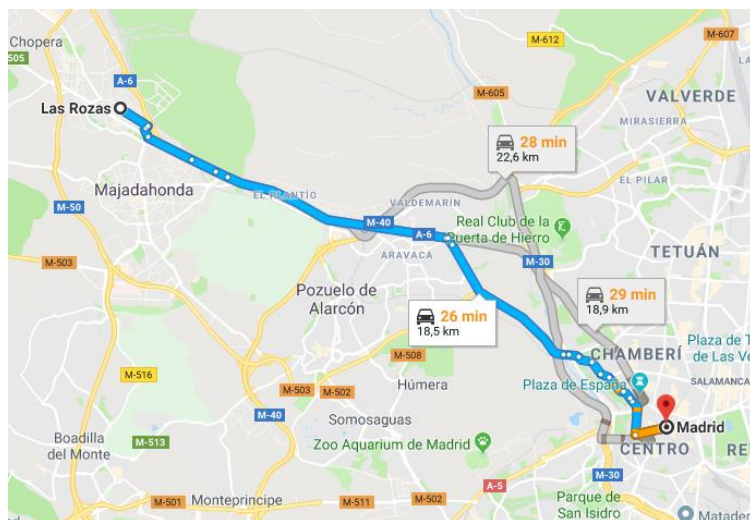 Chopera
505
A-6
M-612
M-607
Las Rozas
M-605
VALVERDE
MIRASIERRA
28 min
22,6 km
Majadahonda
EL PLANTÍO
VALDEMARÍN
EL PILAR
M-50
M-40
A-6
Real Club de la
Puerta de Hierro
TETUÁN
M-503
ARAVACA
M-30
Pozuelo de
Alarcón
29 min
18,9 km
26 min
18,5 km
M-508
CHAMBERÍ
Plaza de T
de Las Ve
M-516
M-503
M-502
Húmera
Plaza de España
SALAMANCA
M-40
Somosaguas
Madrid
Boadilla
del Monte
M-513
Zoo Aquarium de Madrid
CENTRO
RE
M-30
A-5
M-501
Monteprincipe
M-511
M-502
Parque de
San Isidro
Matader